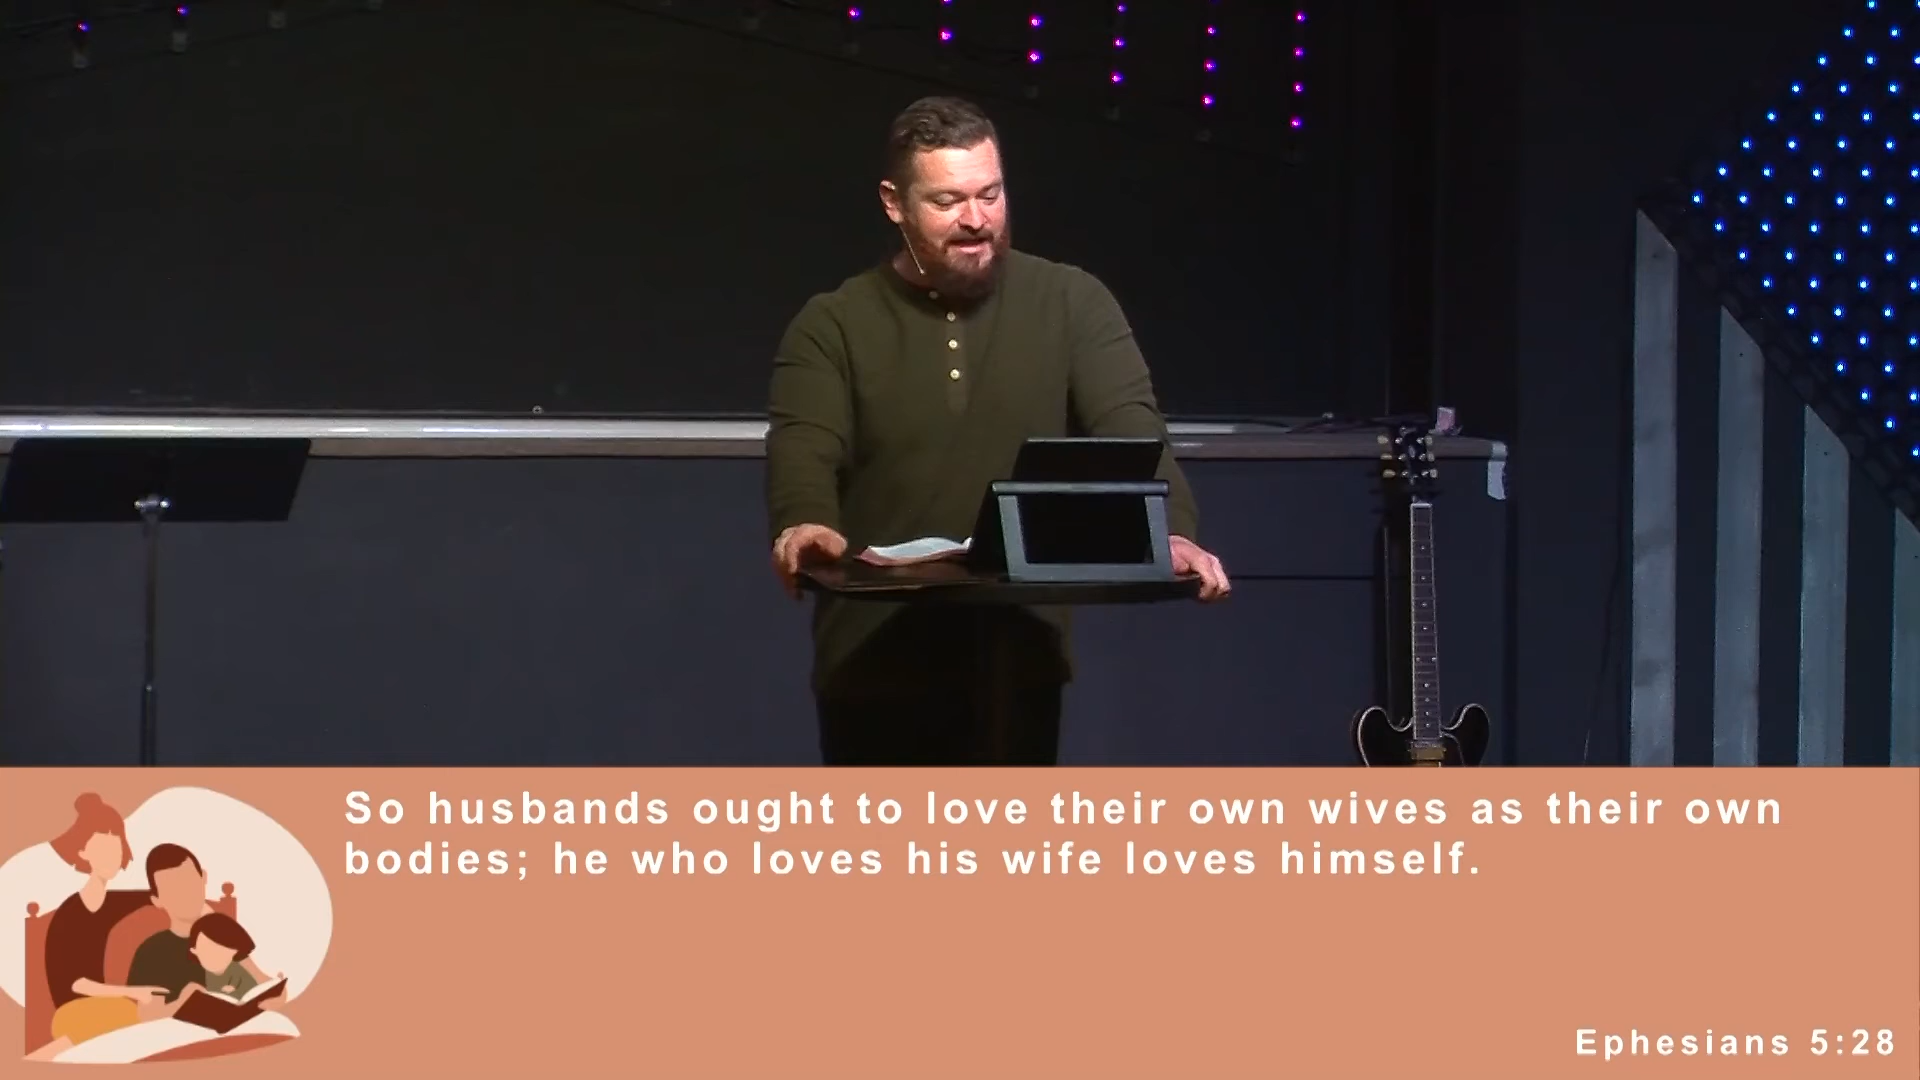 So husbands ought to love their own wives as their own
bodies; he who loves his wife loves himself.
Ephesians 5:28